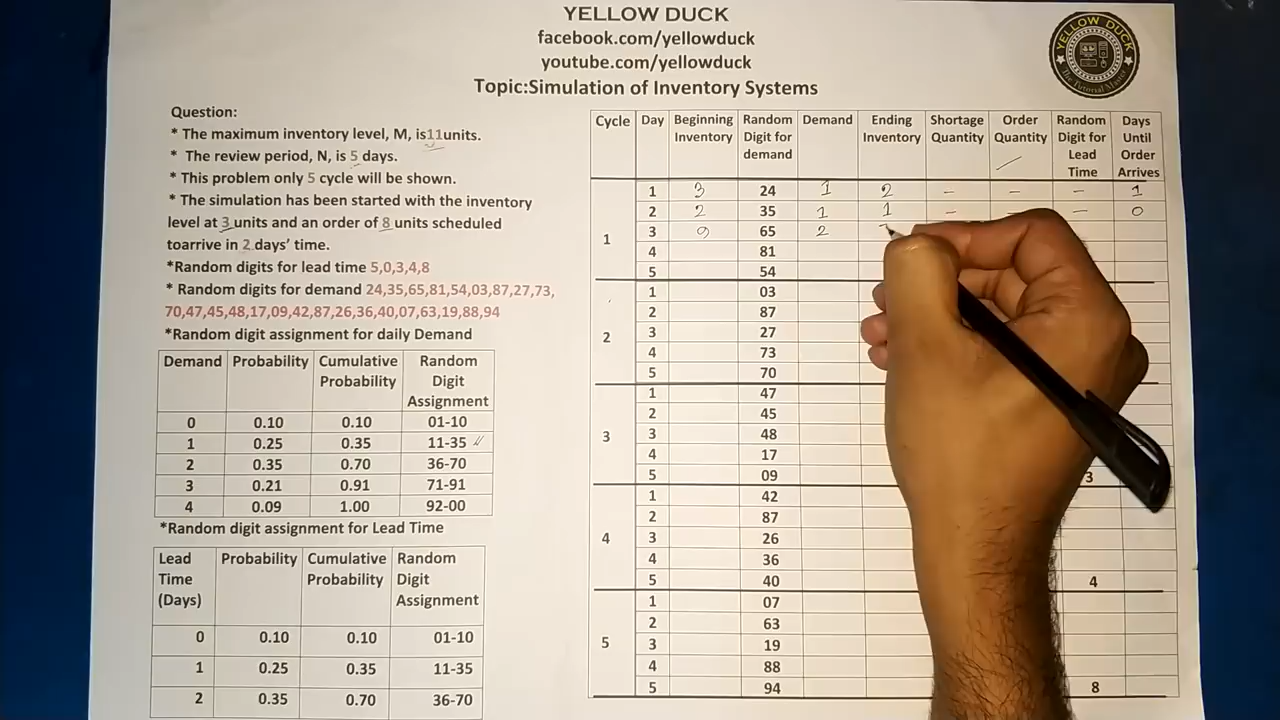 YELLOW DUCK
facebook.com/yellowduck
youtube.com/yellowduck
Topic:Simulation of Inventory Systems
YELLOW DUCK
The Tutorial Master
Question:
* The maximum inventory level, M, is11units.
* The review period, N, is 5 days.
* This problem only 5 cycle will be shown.
* The simulation has been started with the inventory
level at 3 units and an order of 8 units scheduled
toarrive in 2 days’ time.
*Random digits for lead time 5,0,3,4,8
* Random digits for demand 24,35,65,81,54,03,87,27,73,
70,47,45,48,17,09,42,87,26,36,40,07,63,19,88,94
*Random digit assignment for daily Demand
Demand Probability Cumulative Probability Random Digit Assignment
0 0.10 0.10 01-10
1 0.25 0.35 11-35
2 0.35 0.70 36-70
3 0.21 0.91 71-91
4 0.09 1.00 92-00
*Random digit assignment for Lead Time
Lead Time (Days) Probability Cumulative Probability Random Digit Assignment
0 0.10 0.10 01-10
1 0.25 0.35 11-35
2 0.35 0.70 36-70
Cycle Day Beginning Inventory Random Digit for demand Demand Ending Inventory Shortage Quantity Order Quantity Random Digit for Lead Time Days Until Order Arrives
1 3 24 1 2 - - - 1
2 2 35 1 1 - - - 0
1 3 9 65 2
4 81
5 54
1 03
2 87
2 3 27
4 73
5 70
1 47
2 45
3 3 48
4 17
5 09 3
1 42
2 87
4 3 26
4 36
5 40 4
1 07
2 63
5 3 19
4 88
5 94 8